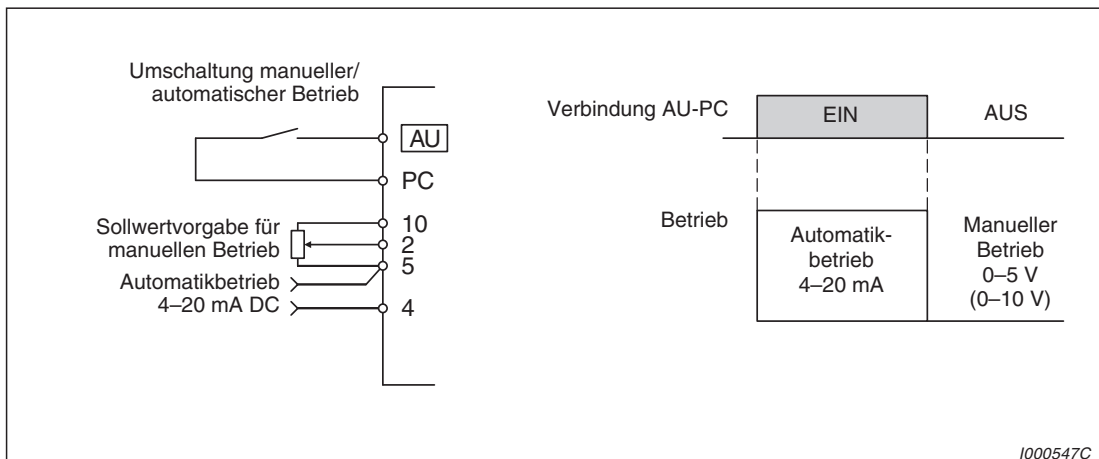 Umschaltung manueller/
automatischer Betrieb
AU
PC
Sollwertvorgabe für
manuellen Betrieb
10
2
5
Automatikbetrieb
4–20 mA DC
4
Verbindung AU-PC
EIN
AUS
Betrieb
Automatik-
betrieb
4–20 mA
Manueller
Betrieb
0–5 V
(0–10 V)
I000547C